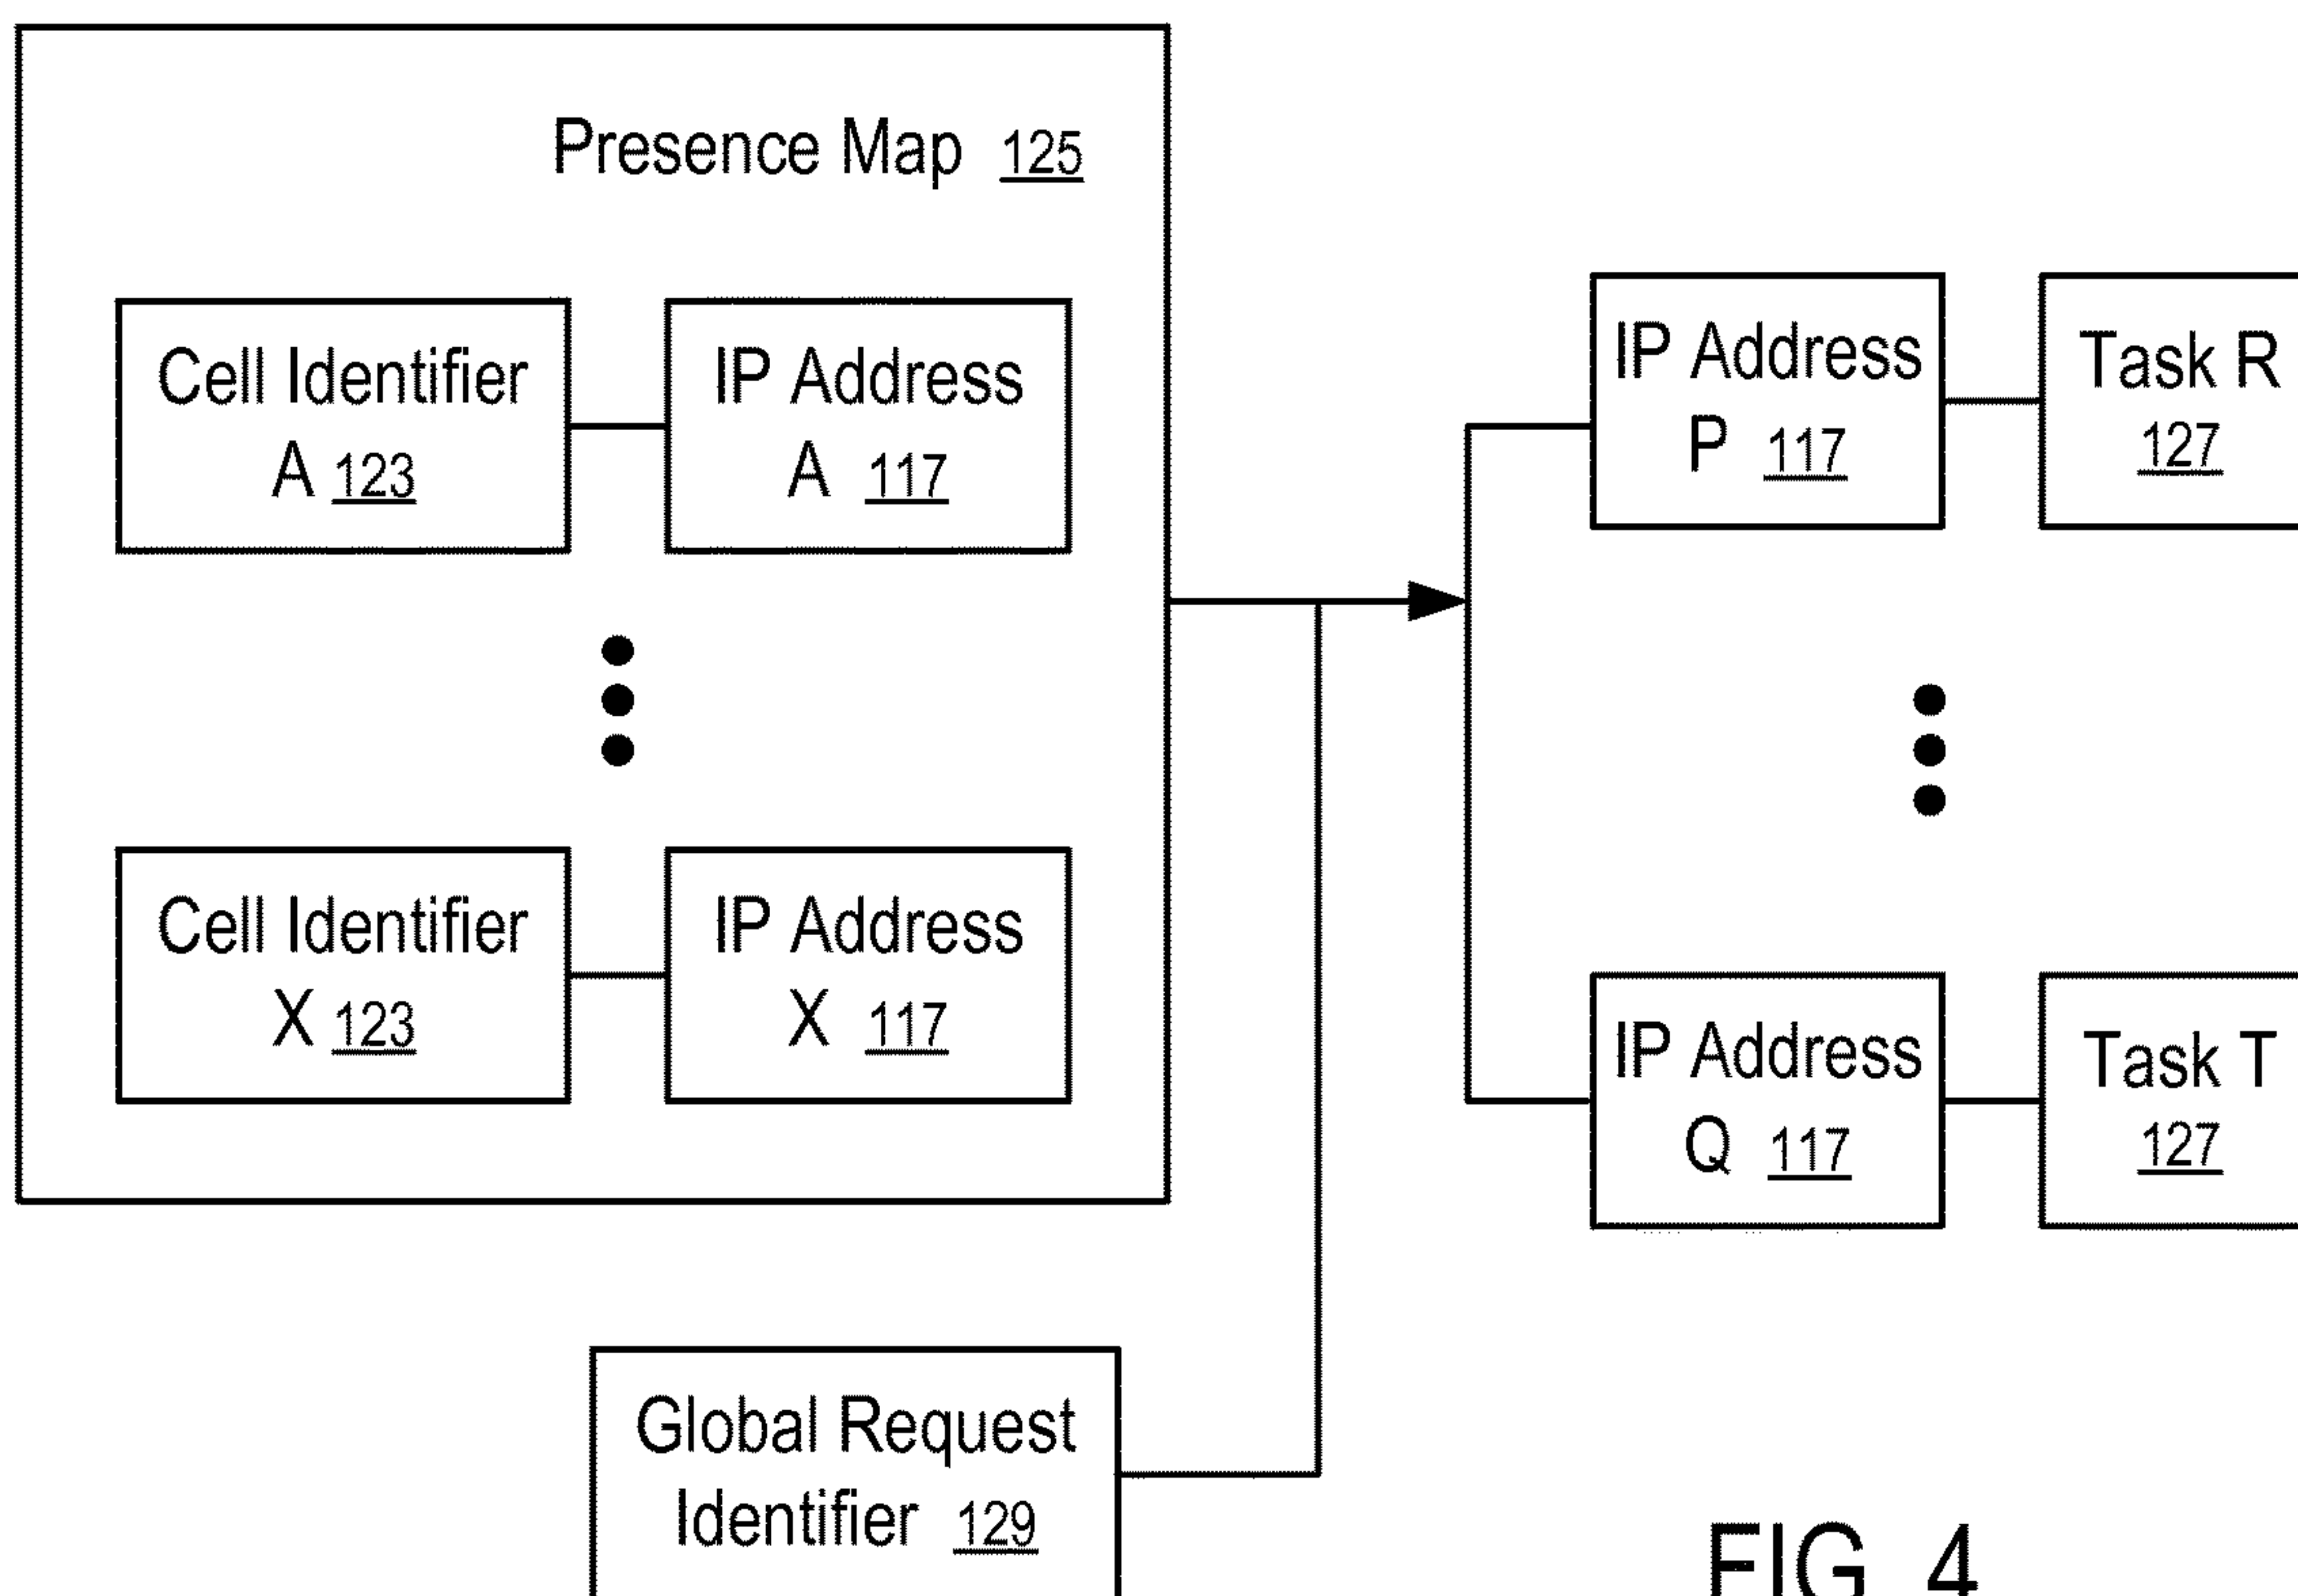 Presence Map 125
Cell Identifier
A 123
IP Address
A 117
Cell Identifier
X 123
IP Address
X 117
IP Address
P 117
Task R
127
IP Address
Q 117
Task T
127
Global Request
Identifier 129
FIG. 4